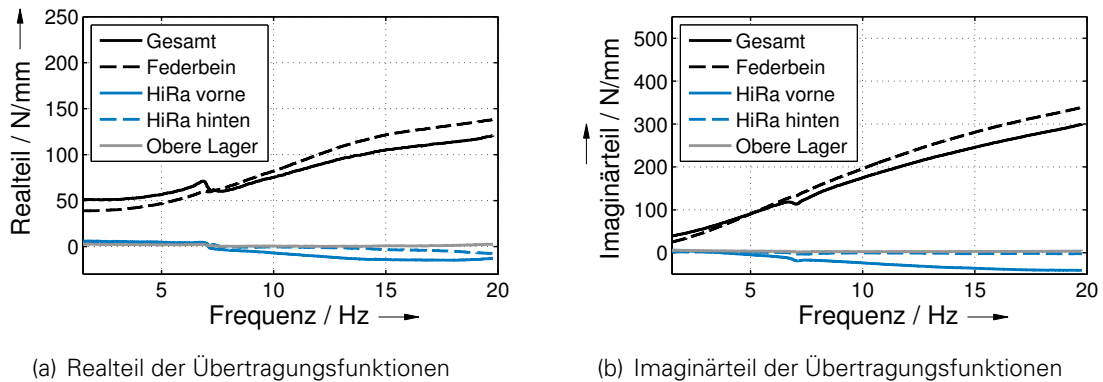 250
200
150
100
50
0
Realteil / N/mm
Gesamt
Federbein
HiRa vorne
HiRa hinten
Obere Lager
5
10
15
20
Frequenz / Hz
(a) Realteil der Übertragungsfunktionen
500
400
300
200
100
0
Imaginärteil / N/mm
Gesamt
Federbein
HiRa vorne
HiRa hinten
Obere Lager
5
10
15
20
Frequenz / Hz
(b) Imaginärteil der Übertragungsfunktionen